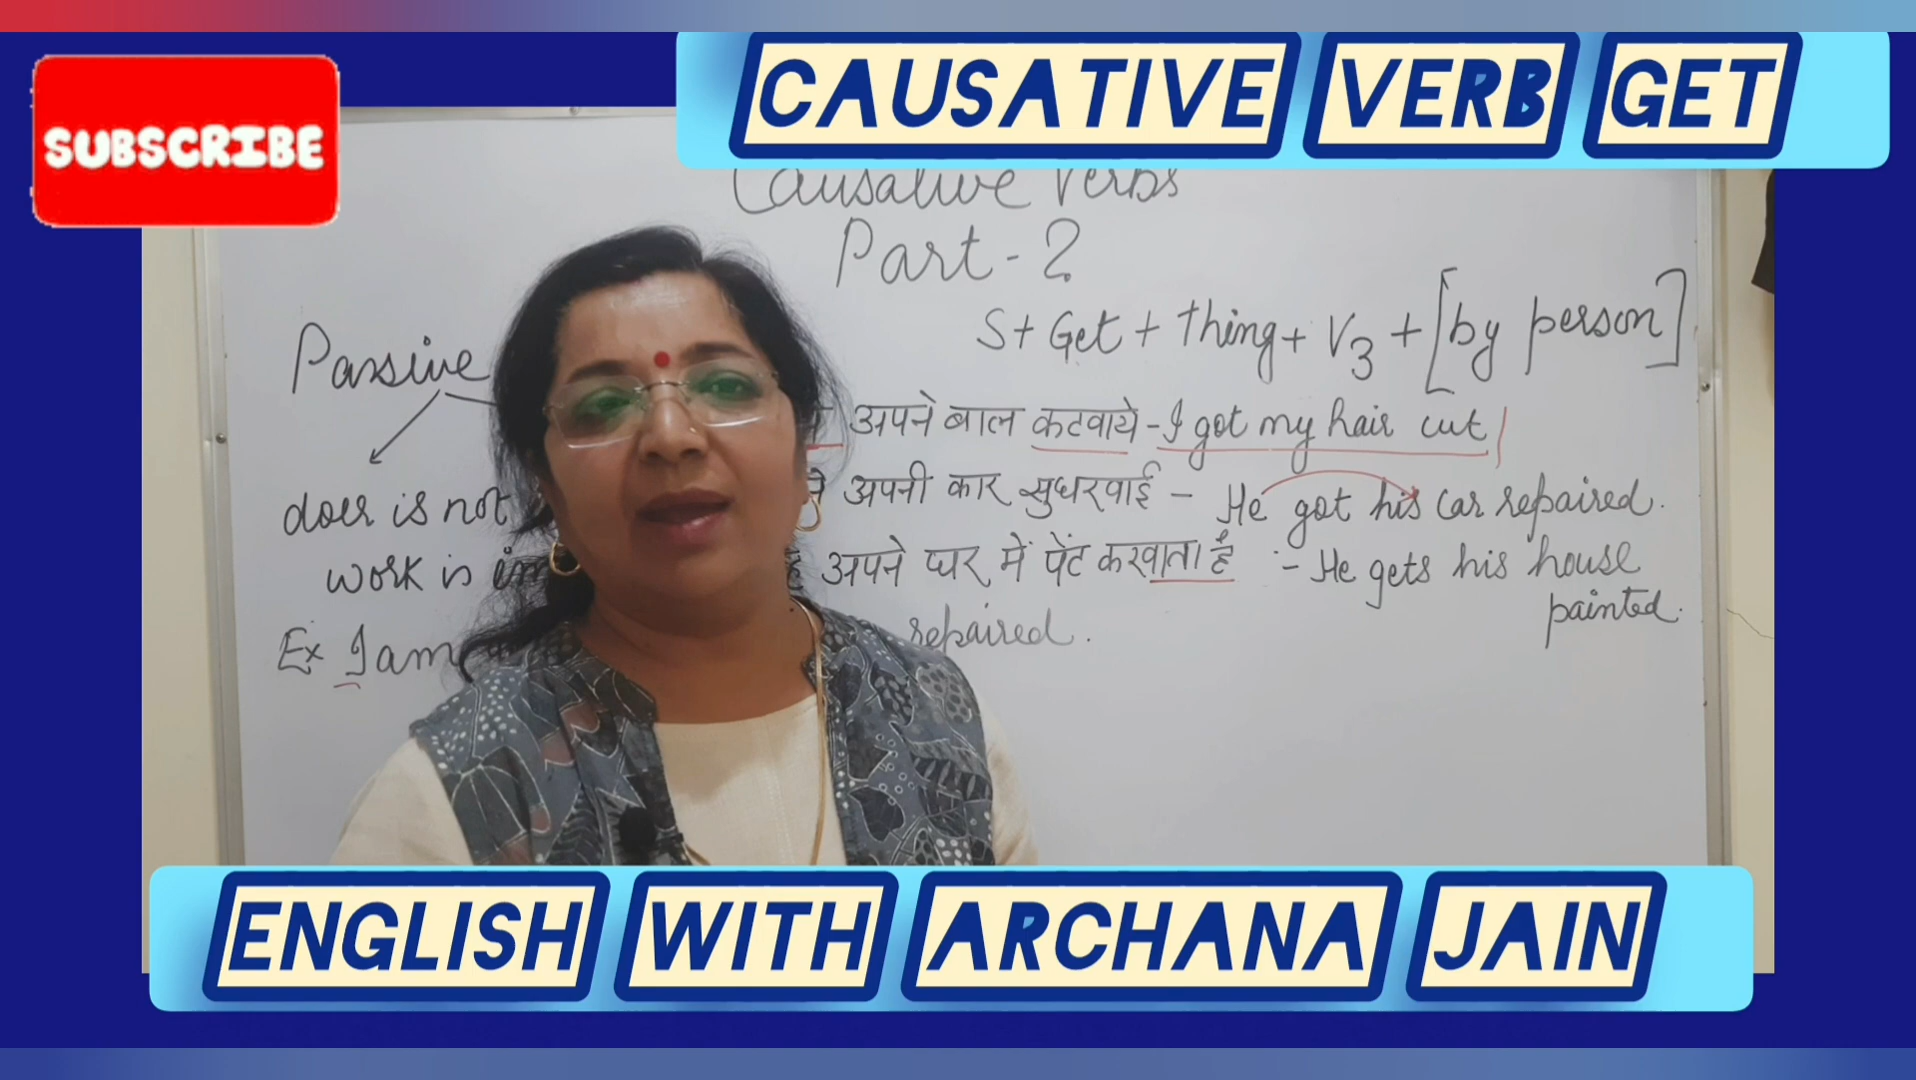 SUBSCRIBE
CAUSATIVE VERB GET
Causative Verbs
Part-2
S+ Get + thing + V3 + [by person]
Passive
अपने बाल कटवाये - I got my hair cut
doer is not
ने अपनी कार सुधरवाई - He got his car repaired.
work is im
है अपने घर में पेंट करवाता है :- He gets his house
painted.
Ex I am
repaired.
ENGLISH WITH ARCHANA JAIN